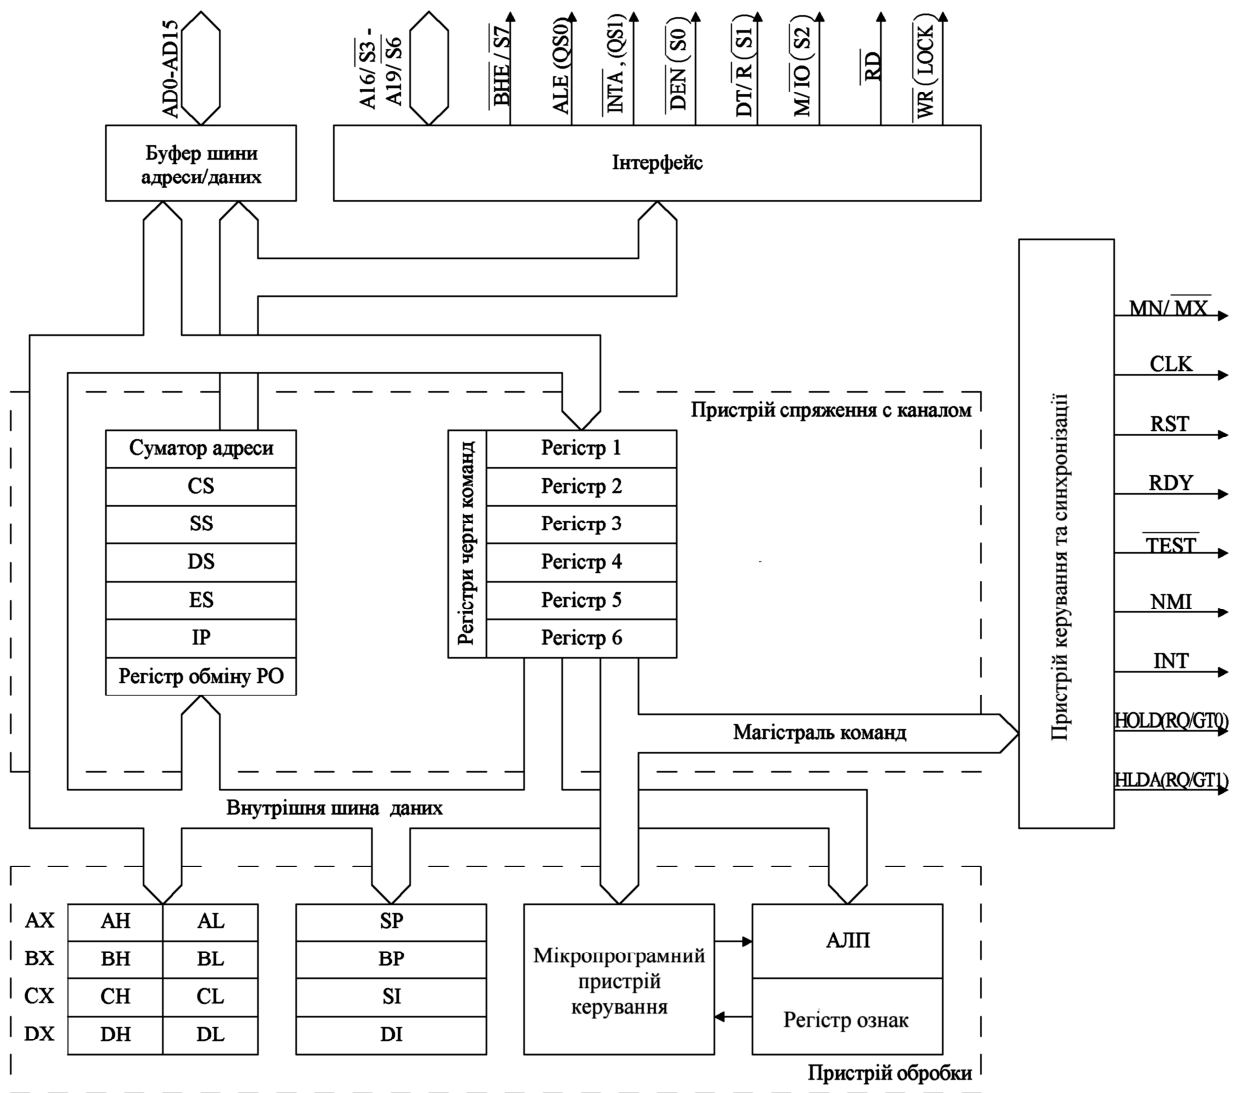 AD0-AD15
A16/ S3 -
A19/ S6
BHE / S7
ALE (QS0)
INTA , (QS1)
DEN ( S0 )
DT/ R ( S1 )
M/ IO ( S2 )
RD
WR ( LOCK )
Буфер шини
адреси/даних
Інтерфейс
Пристрій спряження с каналом
Суматор адреси
CS
SS
DS
ES
IP
Регістр обміну РО
Регістри черги команд
Регістр 1
Регістр 2
Регістр 3
Регістр 4
Регістр 5
Регістр 6
Пристрій керування та синхронізації
MN/ MX
CLK
RST
RDY
TEST
NMI
INT
HOLD(RQ/GT0)
HLDA(RQ/GT1)
Магістраль команд
Внутрішня шина даних
AX AH AL
BX BH BL
CX CH CL
DX DH DL
SP
BP
SI
DI
Мікропрограмний
пристрій
керування
АЛП
Регістр ознак
Пристрій обробки